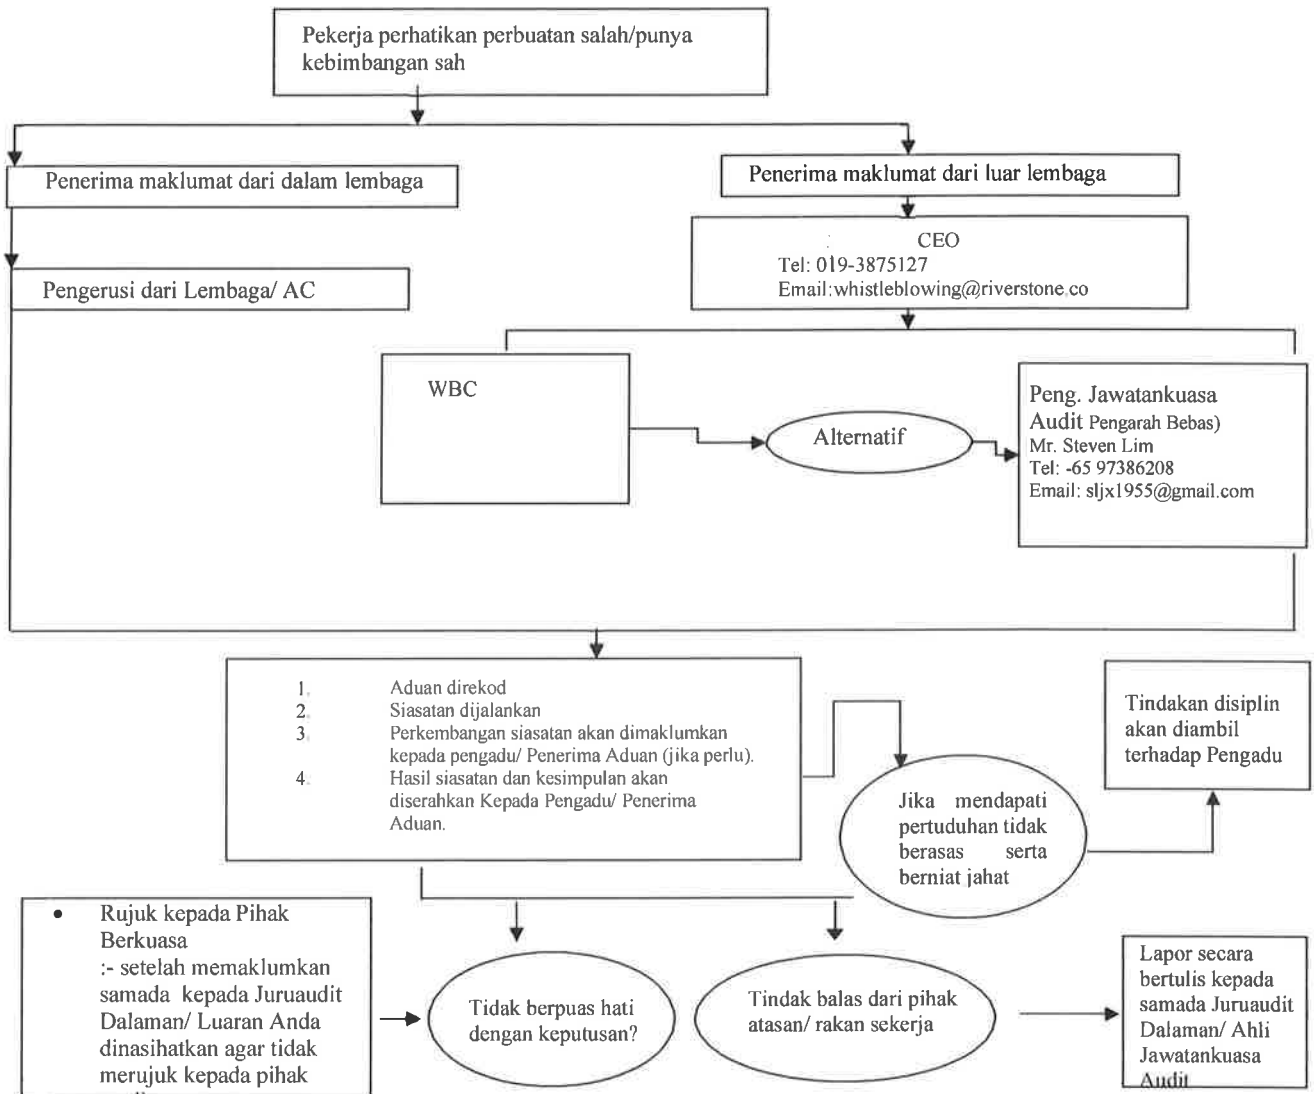 Pekerja perhatikan perbuatan salah/punya
kebimbangan sah
Penerima maklumat dari dalam lembaga
Penerima maklumat dari luar lembaga
CEO
Tel: 019-3875127
Email:whistleblowing@riverstone.co
Pengerusi dari Lembaga/ AC
WBC
Alternatif
Peng. Jawatankuasa
Audit Pengarah Bebas)
Mr. Steven Lim
Tel: -65 97386208
Email: sljx1955@gmail.com
1. Aduan direkod
2. Siasatan dijalankan
3. Perkembangan siasatan akan dimaklumkan
kepada pengadu/ Penerima Aduan (jika perlu).
4. Hasil siasatan dan kesimpulan akan
diserahkan Kepada Pengadu/ Penerima
Aduan.
Jika mendapati
pertuduhan tidak
berasas serta
berniat jahat
Tindakan disiplin
akan diambil
terhadap Pengadu
• Rujuk kepada Pihak
Berkuasa
:- setelah memaklumkan
samada kepada Juruaudit
Dalaman/ Luaran Anda
dinasihatkan agar tidak
merujuk kepada pihak
Tidak berpuas hati
dengan keputusan?
Tindak balas dari pihak
atasan/ rakan sekerja
Lapor secara
bertulis kepada
samada Juruaudit
Dalaman/ Ahli
Jawatankuasa
Audit